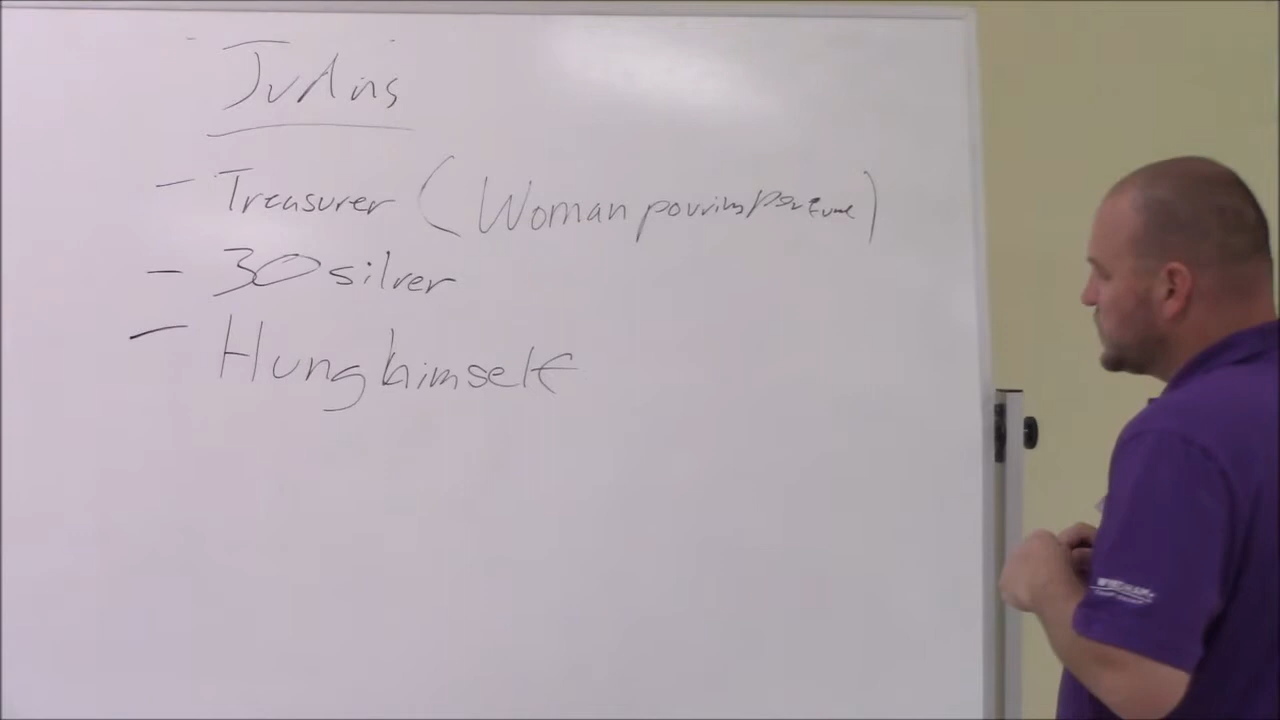 Judas
- Treasurer (Woman pouring perfume)
- 30 silver
- Hung himself